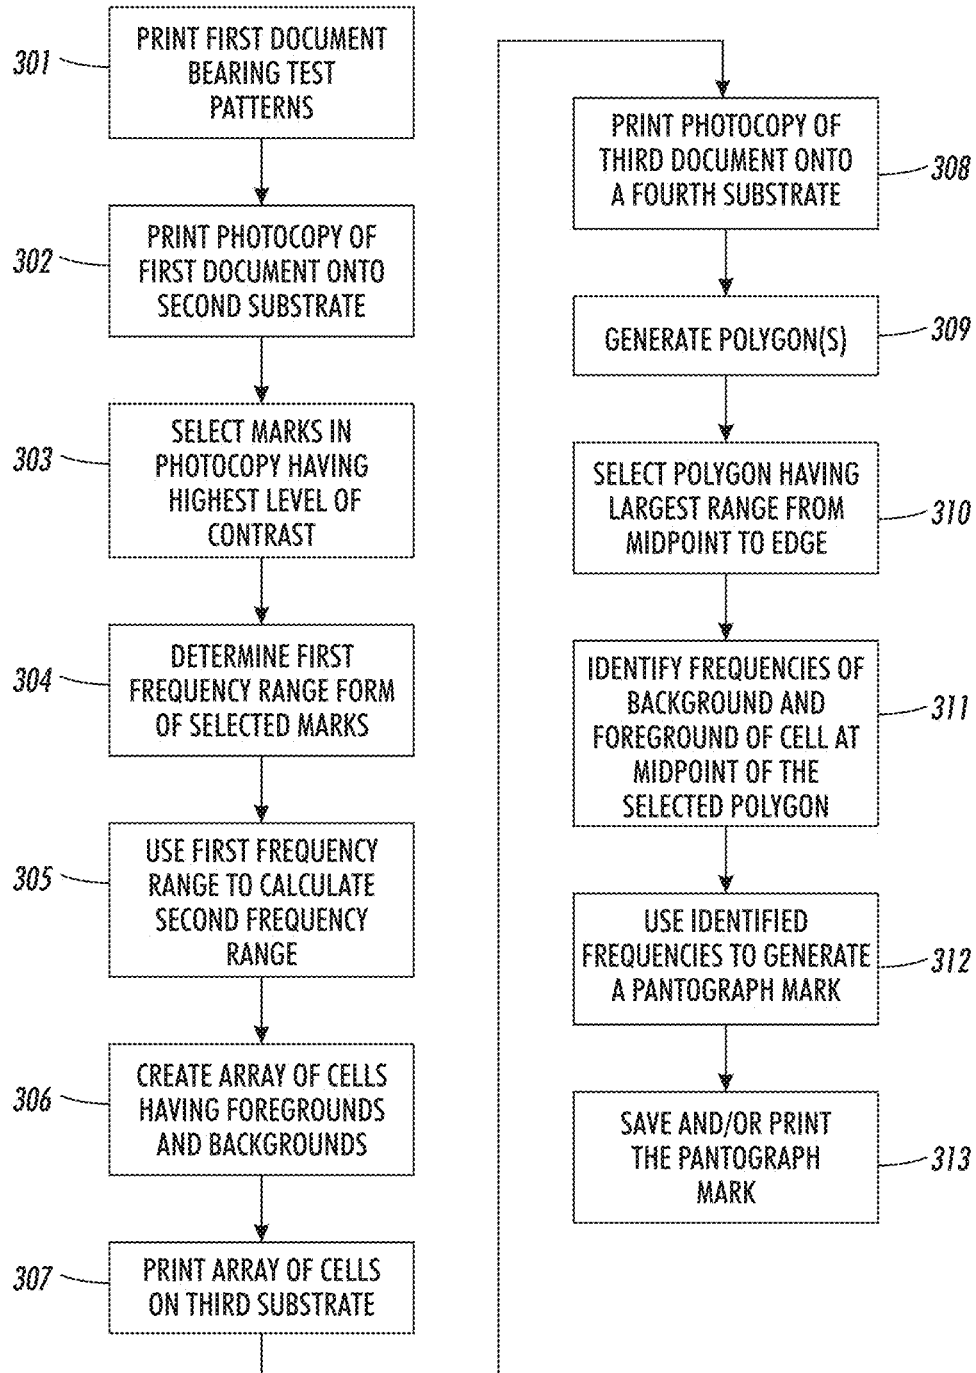 301
PRINT FIRST DOCUMENT
BEARING TEST
PATTERNS
302
PRINT PHOTOCOPY OF
FIRST DOCUMENT ONTO
SECOND SUBSTRATE
303
SELECT MARKS IN
PHOTOCOPY HAVING
HIGHEST LEVEL OF
CONTRAST
304
DETERMINE FIRST
FREQUENCY RANGE FORM
OF SELECTED MARKS
305
USE FIRST FREQUENCY
RANGE TO CALCULATE
SECOND FREQUENCY
RANGE
306
CREATE ARRAY OF CELLS
HAVING FOREGROUNDS
AND BACKGROUNDS
307
PRINT ARRAY OF CELLS
ON THIRD SUBSTRATE
PRINT PHOTOCOPY OF
THIRD DOCUMENT ONTO
A FOURTH SUBSTRATE
308
GENERATE POLYGON(S)
309
SELECT POLYGON HAVING
LARGEST RANGE FROM
MIDPOINT TO EDGE
310
IDENTIFY FREQUENCIES OF
BACKGROUND AND
FOREGROUND OF CELL AT
MIDPOINT OF THE
SELECTED POLYGON
311
USE IDENTIFIED
FREQUENCIES TO GENERATE
A PANTOGRAPH MARK
312
SAVE AND/OR PRINT
THE PANTOGRAPH
MARK
313